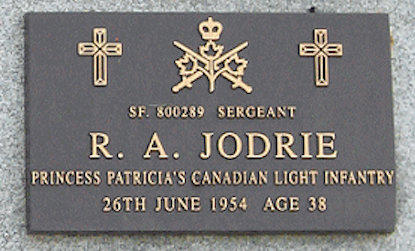 SF. 800289 SERGEANT
R. A. JODRIE
PRINCESS PATRICIA'S CANADIAN LIGHT INFANTRY
26TH JUNE 1954 AGE 38